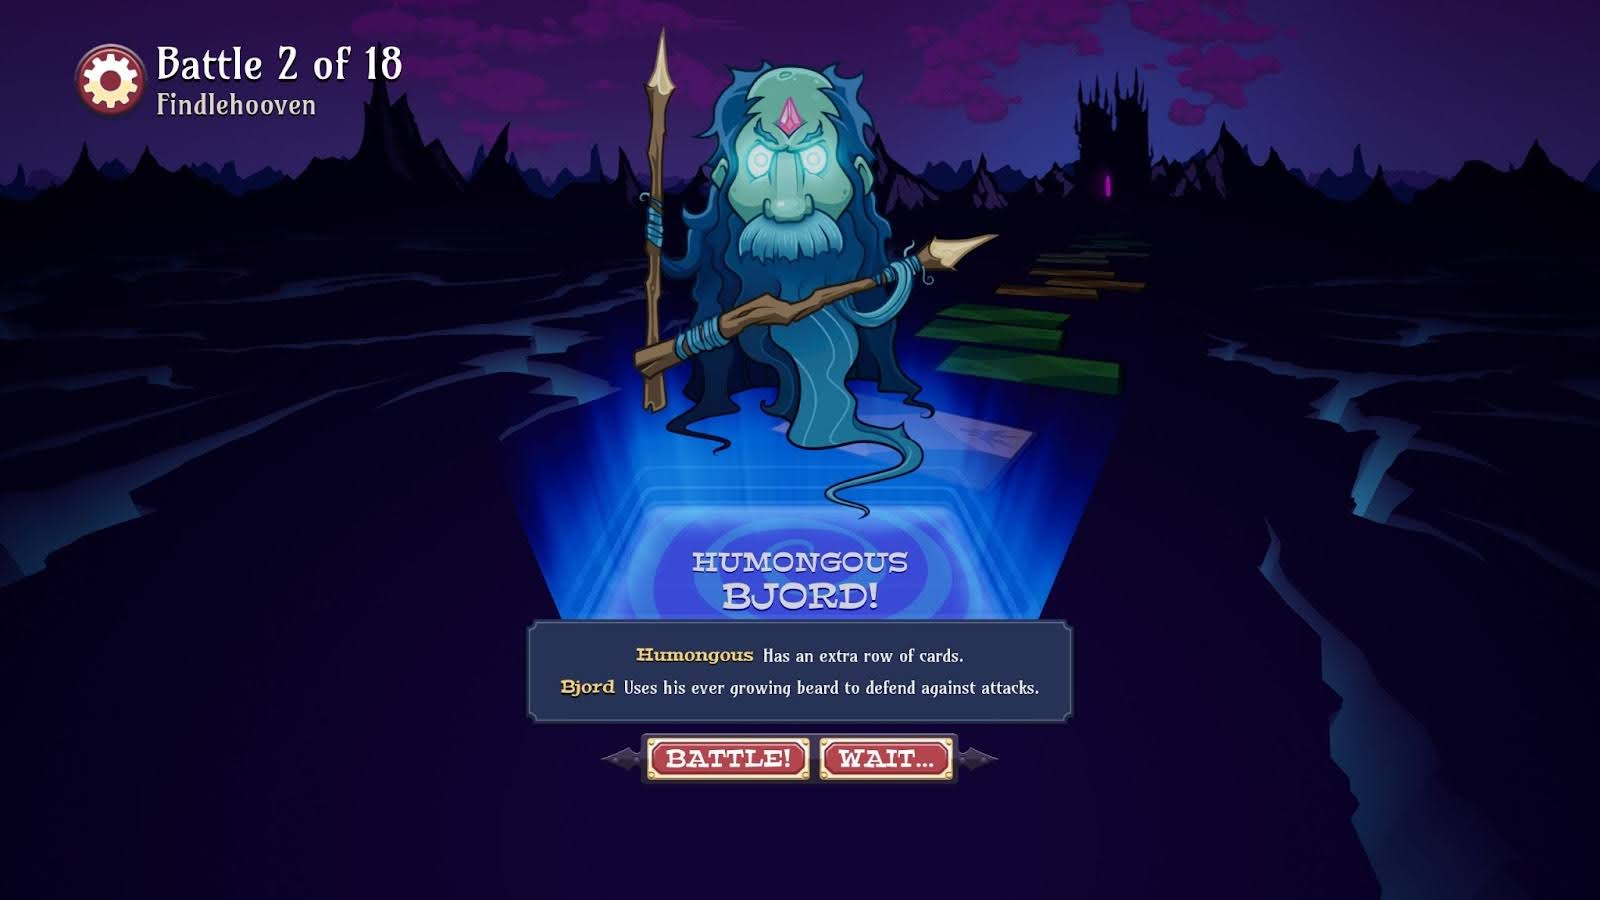 Battle 2 of 18
Findlehooven
HUMONGOUS
BJORD!
Humongous Has an extra row of cards.
Bjord Uses his ever growing beard to defend against attacks.
BATTLE! WAIT...